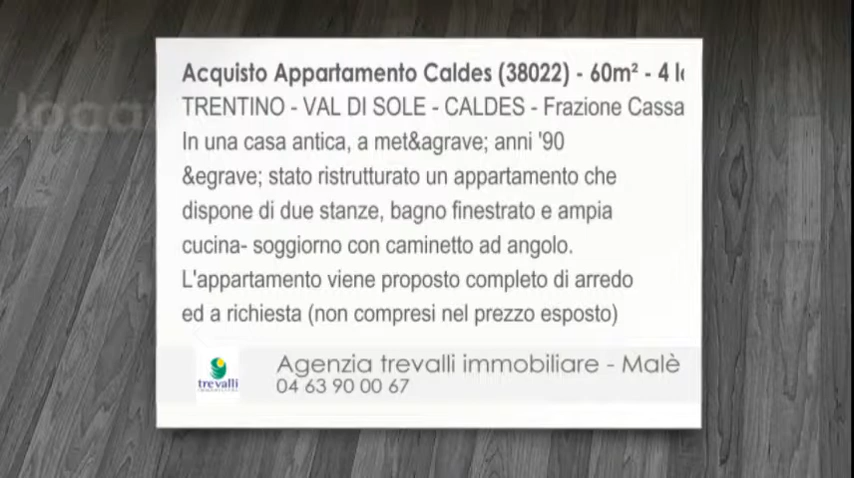 Acquisto Appartamento Caldes (38022) - 60m² - 4 lo
TRENTINO - VAL DI SOLE - CALDES - Frazione Cassa
In una casa antica, a met&agrave; anni '90
&egrave; stato ristrutturato un appartamento che
dispone di due stanze, bagno finestrato e ampia
cucina- soggiorno con caminetto ad angolo.
L'appartamento viene proposto completo di arredo
ed a richiesta (non compresi nel prezzo esposto)
trevalli
Agenzia trevalli immobiliare - Malè
04 63 90 00 67